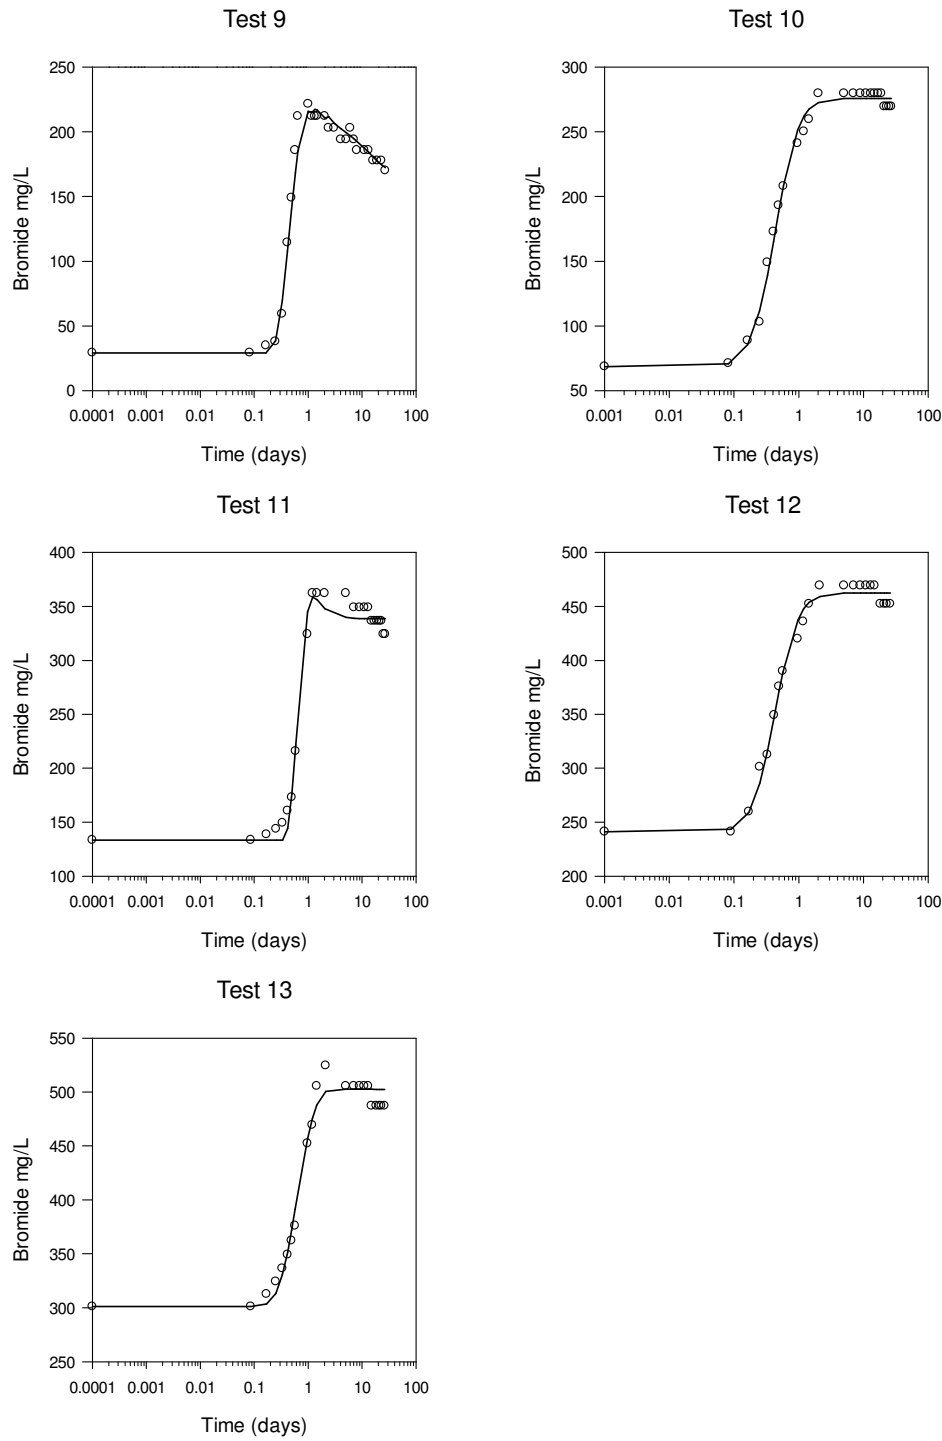 Test 9
Test 10
250
200
150
100
50
0
Bromide mg/L
0.0001 0.001 0.01 0.1 1 10 100
Time (days)
300
250
200
150
100
50
Bromide mg/L
0.001 0.01 0.1 1 10 100
Time (days)
Test 11
Test 12
400
350
300
250
200
150
100
Bromide mg/L
0.0001 0.001 0.01 0.1 1 10 100
Time (days)
500
450
400
350
300
250
200
Bromide mg/L
0.001 0.01 0.1 1 10 100
Time (days)
Test 13
550
500
450
400
350
300
250
Bromide mg/L
0.0001 0.001 0.01 0.1 1 10 100
Time (days)